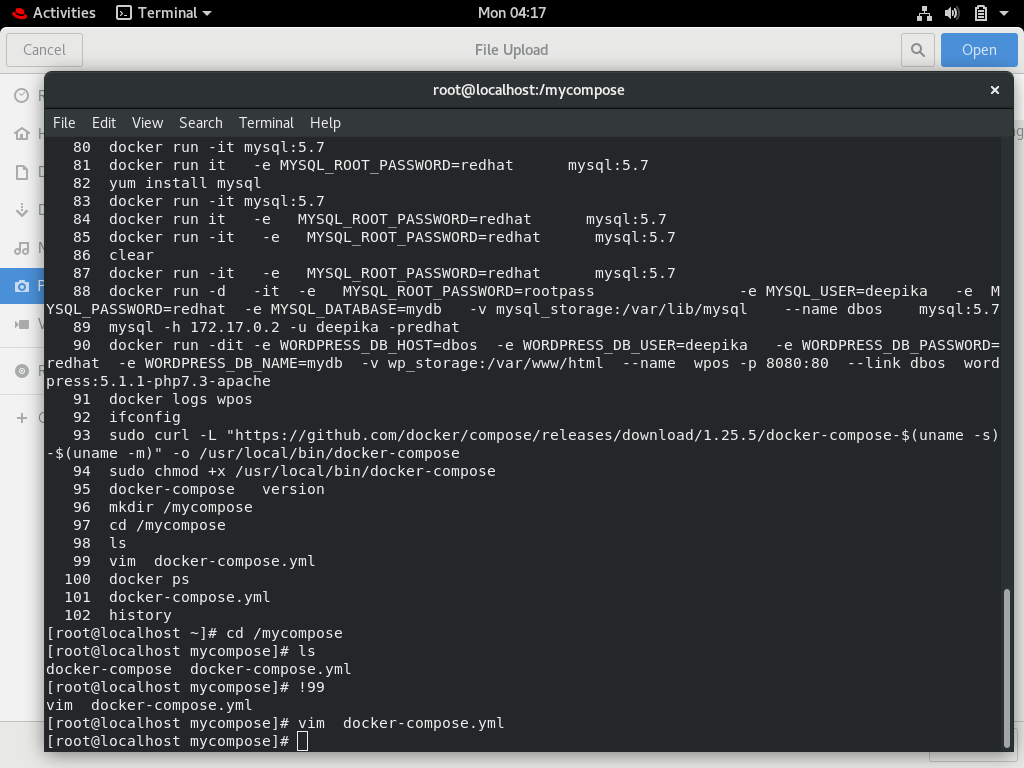 Activities Terminal Mon 04:17
Cancel File Upload Open
root@localhost:/mycompose
File Edit View Search Terminal Help
80 docker run -it mysql:5.7
81 docker run it -e MYSQL_ROOT_PASSWORD=redhat mysql:5.7
82 yum install mysql
83 docker run -it mysql:5.7
84 docker run it -e MYSQL_ROOT_PASSWORD=redhat mysql:5.7
85 docker run -it -e MYSQL_ROOT_PASSWORD=redhat mysql:5.7
86 clear
87 docker run -it -e MYSQL_ROOT_PASSWORD=redhat mysql:5.7
88 docker run -d -it -e MYSQL_ROOT_PASSWORD=rootpass -e MYSQL_USER=deepika -e M
YSQL_PASSWORD=redhat -e MYSQL_DATABASE=mydb -v mysql_storage:/var/lib/mysql --name dbos mysql:5.7
89 mysql -h 172.17.0.2 -u deepika -predhat
90 docker run -dit -e WORDPRESS_DB_HOST=dbos -e WORDPRESS_DB_USER=deepika -e WORDPRESS_DB_PASSWORD=
redhat -e WORDPRESS_DB_NAME=mydb -v wp_storage:/var/www/html --name wpos -p 8080:80 --link dbos word
press:5.1.1-php7.3-apache
91 docker logs wpos
92 ifconfig
93 sudo curl -L "https://github.com/docker/compose/releases/download/1.25.5/docker-compose-$(uname -s)
-$(uname -m)" -o /usr/local/bin/docker-compose
94 sudo chmod +x /usr/local/bin/docker-compose
95 docker-compose version
96 mkdir /mycompose
97 cd /mycompose
98 ls
99 vim docker-compose.yml
100 docker ps
101 docker-compose.yml
102 history
[root@localhost ~]# cd /mycompose
[root@localhost mycompose]# ls
docker-compose docker-compose.yml
[root@localhost mycompose]# !99
vim docker-compose.yml
[root@localhost mycompose]# vim docker-compose.yml
[root@localhost mycompose]#